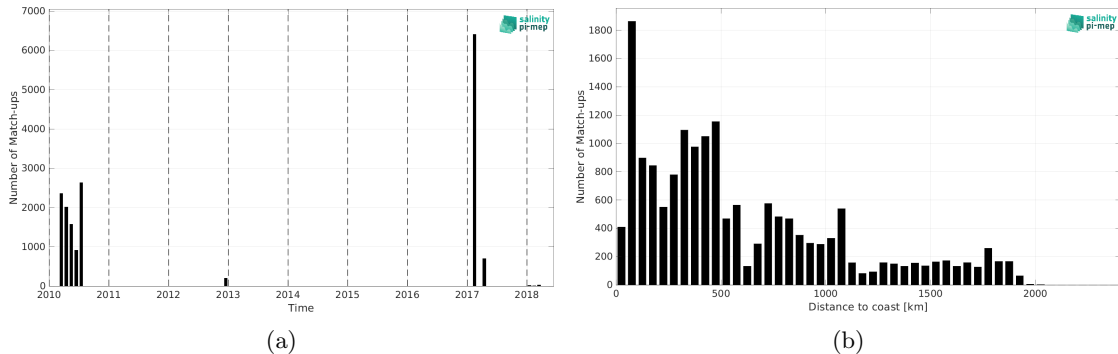 7000
6000
5000
4000
3000
2000
1000
0
Number of Match-ups
2010 2011 2012 2013 2014 2015 2016 2017 2018
Time
salinity
pi-mep
(a)
1800
1600
1400
1200
1000
800
600
400
200
0
Number of Match-ups
0 500 1000 1500 2000
Distance to coast [km]
salinity
pi-mep
(b)